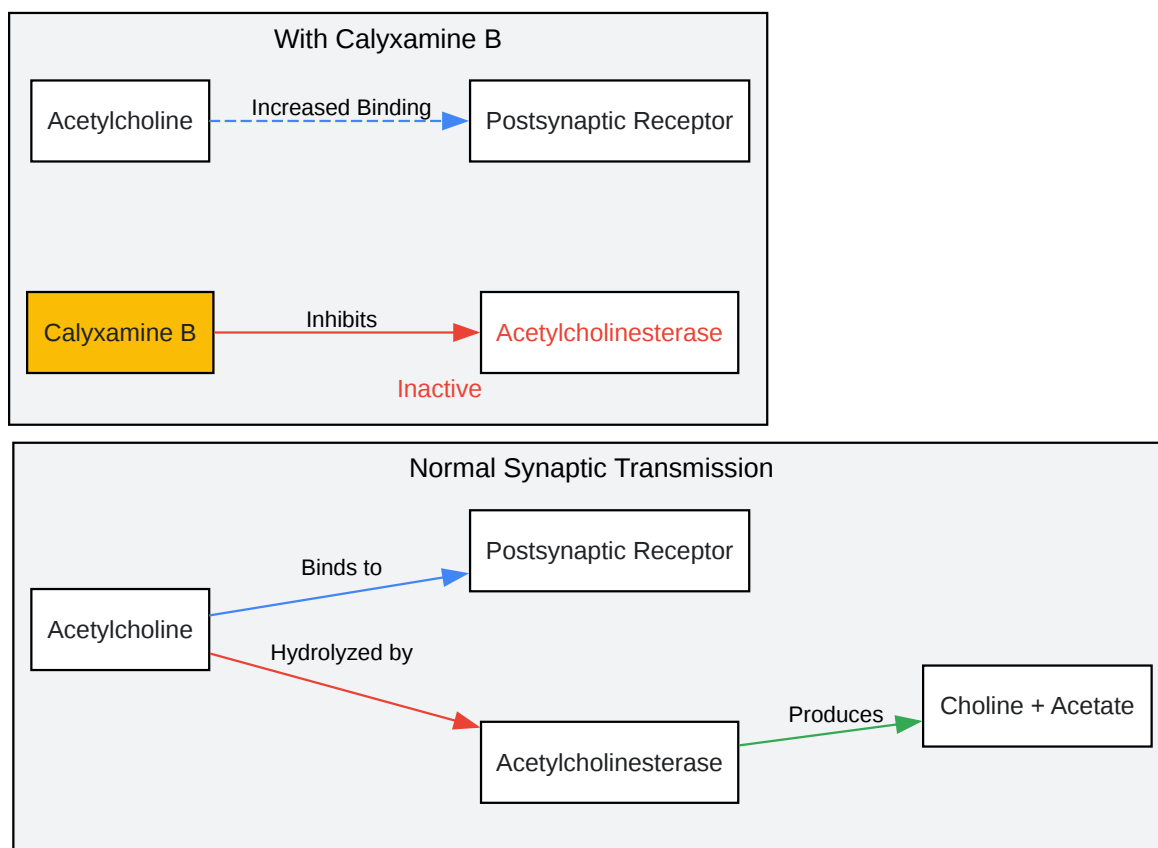 With Calyxamine B
Acetylcholine
Increased Binding
Postsynaptic Receptor
Calyxamine B
Inhibits
Acetylcholinesterase
Inactive
Normal Synaptic Transmission
Postsynaptic Receptor
Binds to
Acetylcholine
Hydrolyzed by
Choline + Acetate
Produces
Acetylcholinesterase